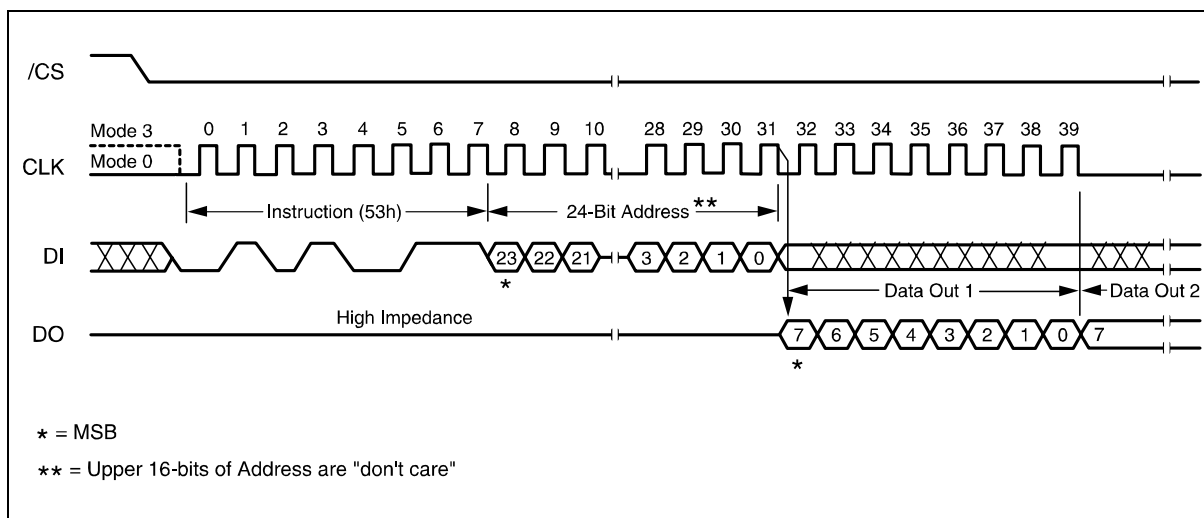 /CS
Mode 3
Mode 0
CLK
0 1 2 3 4 5 6 7 8 9 10 28 29 30 31 32 33 34 35 36 37 38 39
Instruction (53h)
24-Bit Address **
DI
23 22 21 3 2 1 0
*
Data Out 1
Data Out 2
High Impedance
DO
7 6 5 4 3 2 1 0 7
*
* = MSB
** = Upper 16-bits of Address are "don't care"